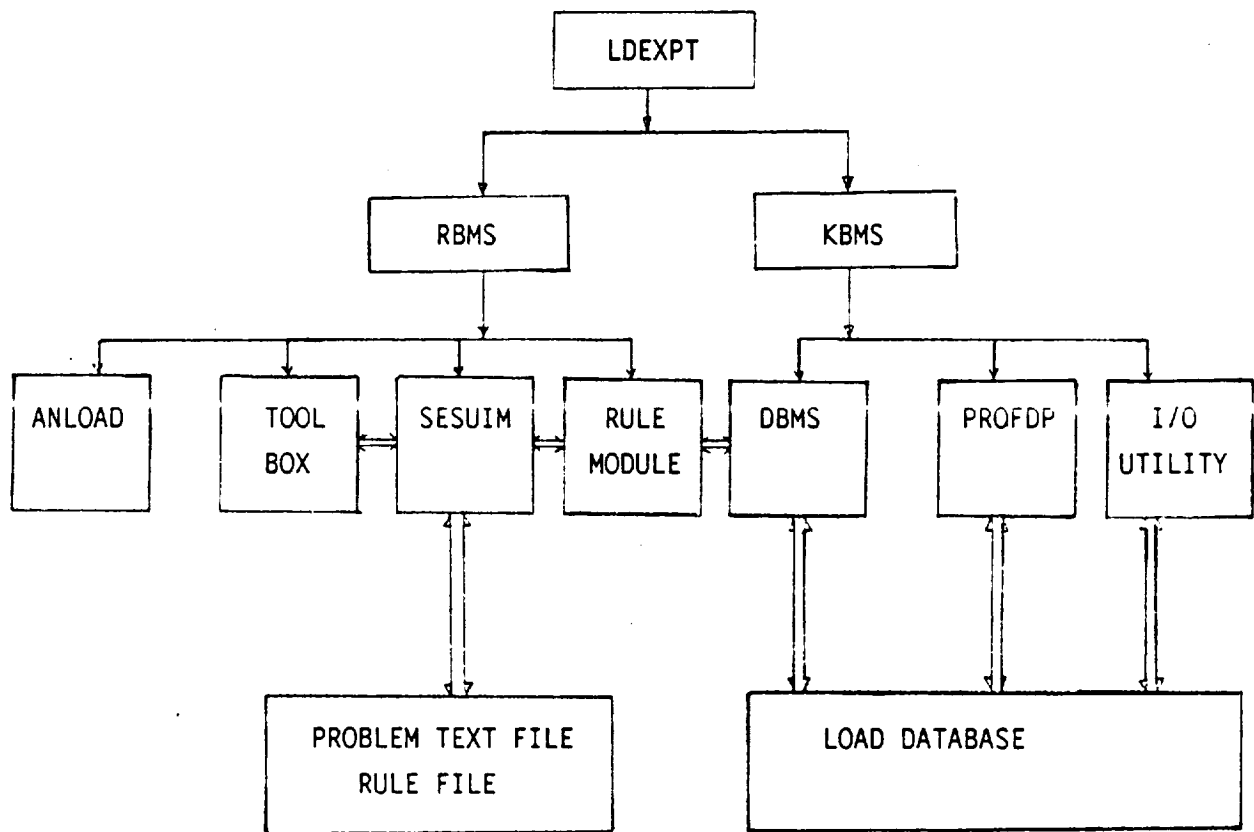 LDEXPT
RBMS
KBMS
ANLOAD
TOOL
BOX
SESUIM
RULE
MODULE
DBMS
PROFDP
I/O
UTILITY
PROBLEM TEXT FILE
RULE FILE
LOAD DATABASE